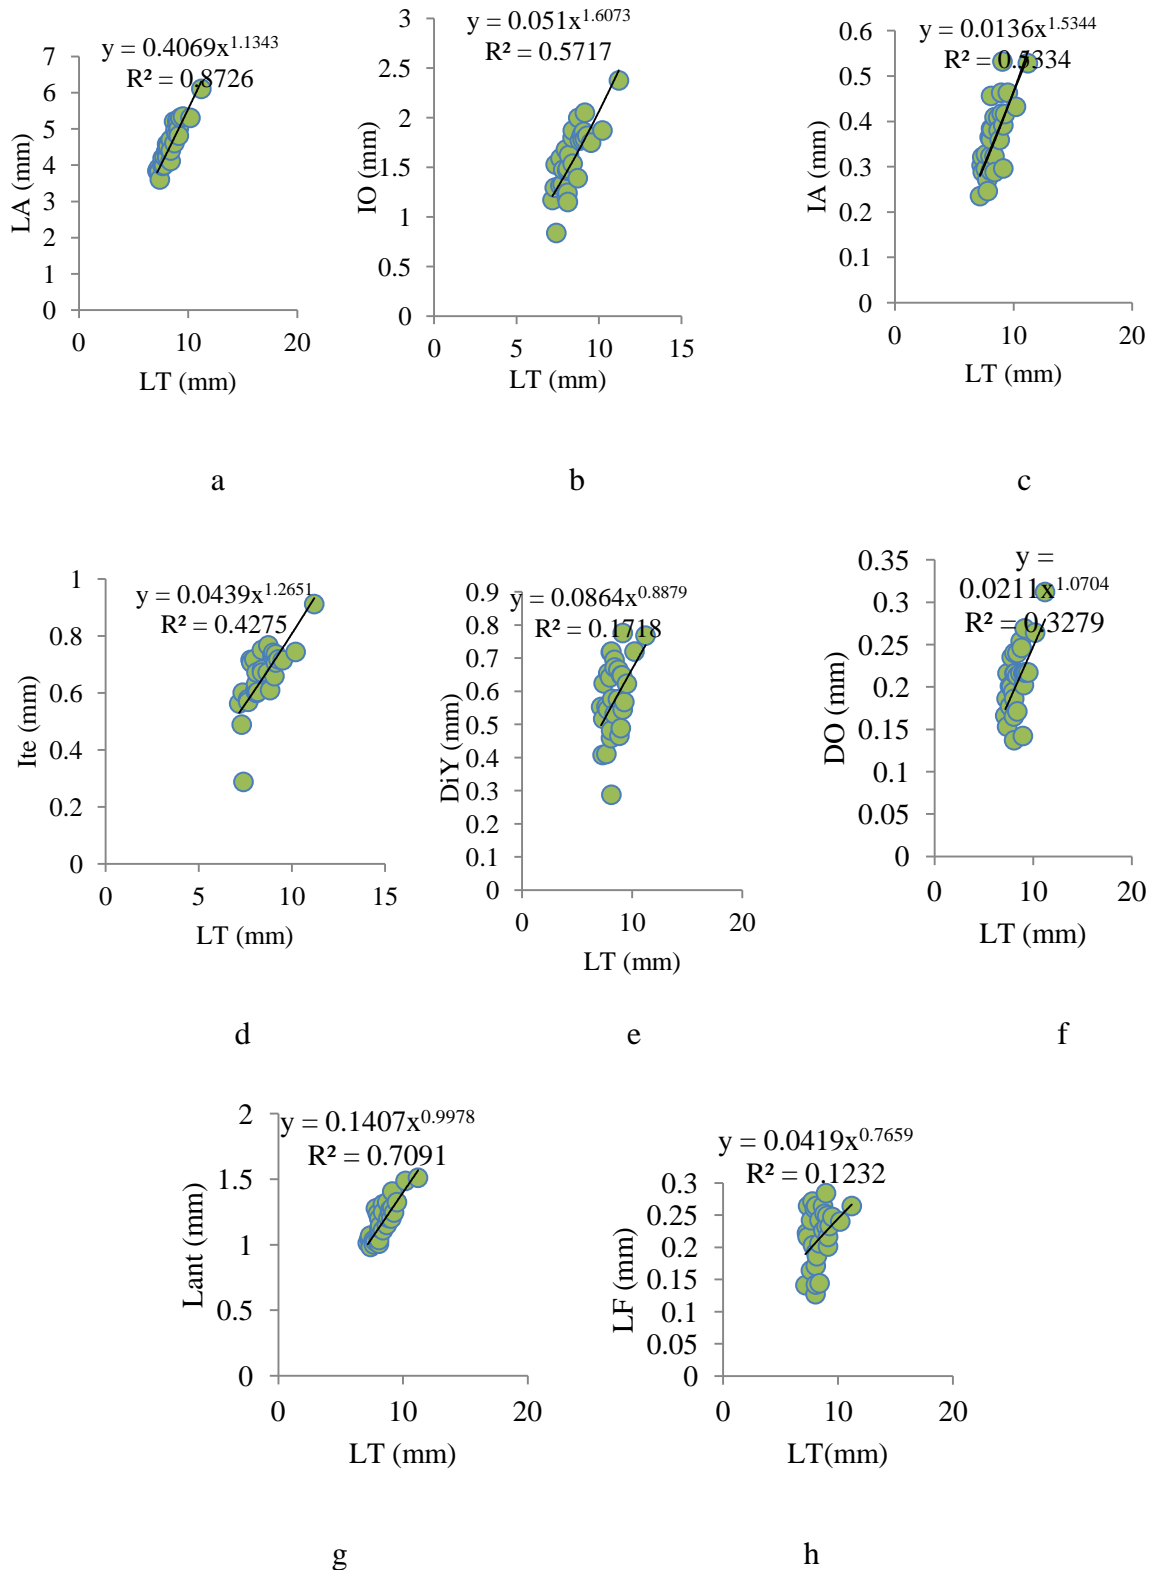 y = 0.4069x^1.1343
R² = 0.8726
7
6
5
4
3
2
1
0
0 10 20
LA (mm)
LT (mm)
a
y = 0.051x^1.6073
R² = 0.5717
3
2.5
2
1.5
1
0.5
0
0 5 10 15
IO (mm)
LT (mm)
b
y = 0.0136x^1.5344
R² = 0.5334
0.6
0.5
0.4
0.3
0.2
0.1
0
0 10 20
IA (mm)
LT (mm)
c
y = 0.0439x^1.2651
R² = 0.4275
1
0.8
0.6
0.4
0.2
0
0 5 10 15
Ite (mm)
LT (mm)
d
y = 0.0864x^0.8879
R² = 0.1718
0.9
0.8
0.7
0.6
0.5
0.4
0.3
0.2
0.1
0
0 10 20
DiY (mm)
LT (mm)
e
y =
0.0211x^1.0704
R² = 0.3279
0.35
0.3
0.25
0.2
0.15
0.1
0.05
0
0 10 20
DO (mm)
LT (mm)
f
y = 0.1407x^0.9978
R² = 0.7091
2
1.5
1
0.5
0
0 10 20
Lant (mm)
LT (mm)
g
y = 0.0419x^0.7659
R² = 0.1232
0.3
0.25
0.2
0.15
0.1
0.05
0
0 10 20
LF (mm)
LT(mm)
h